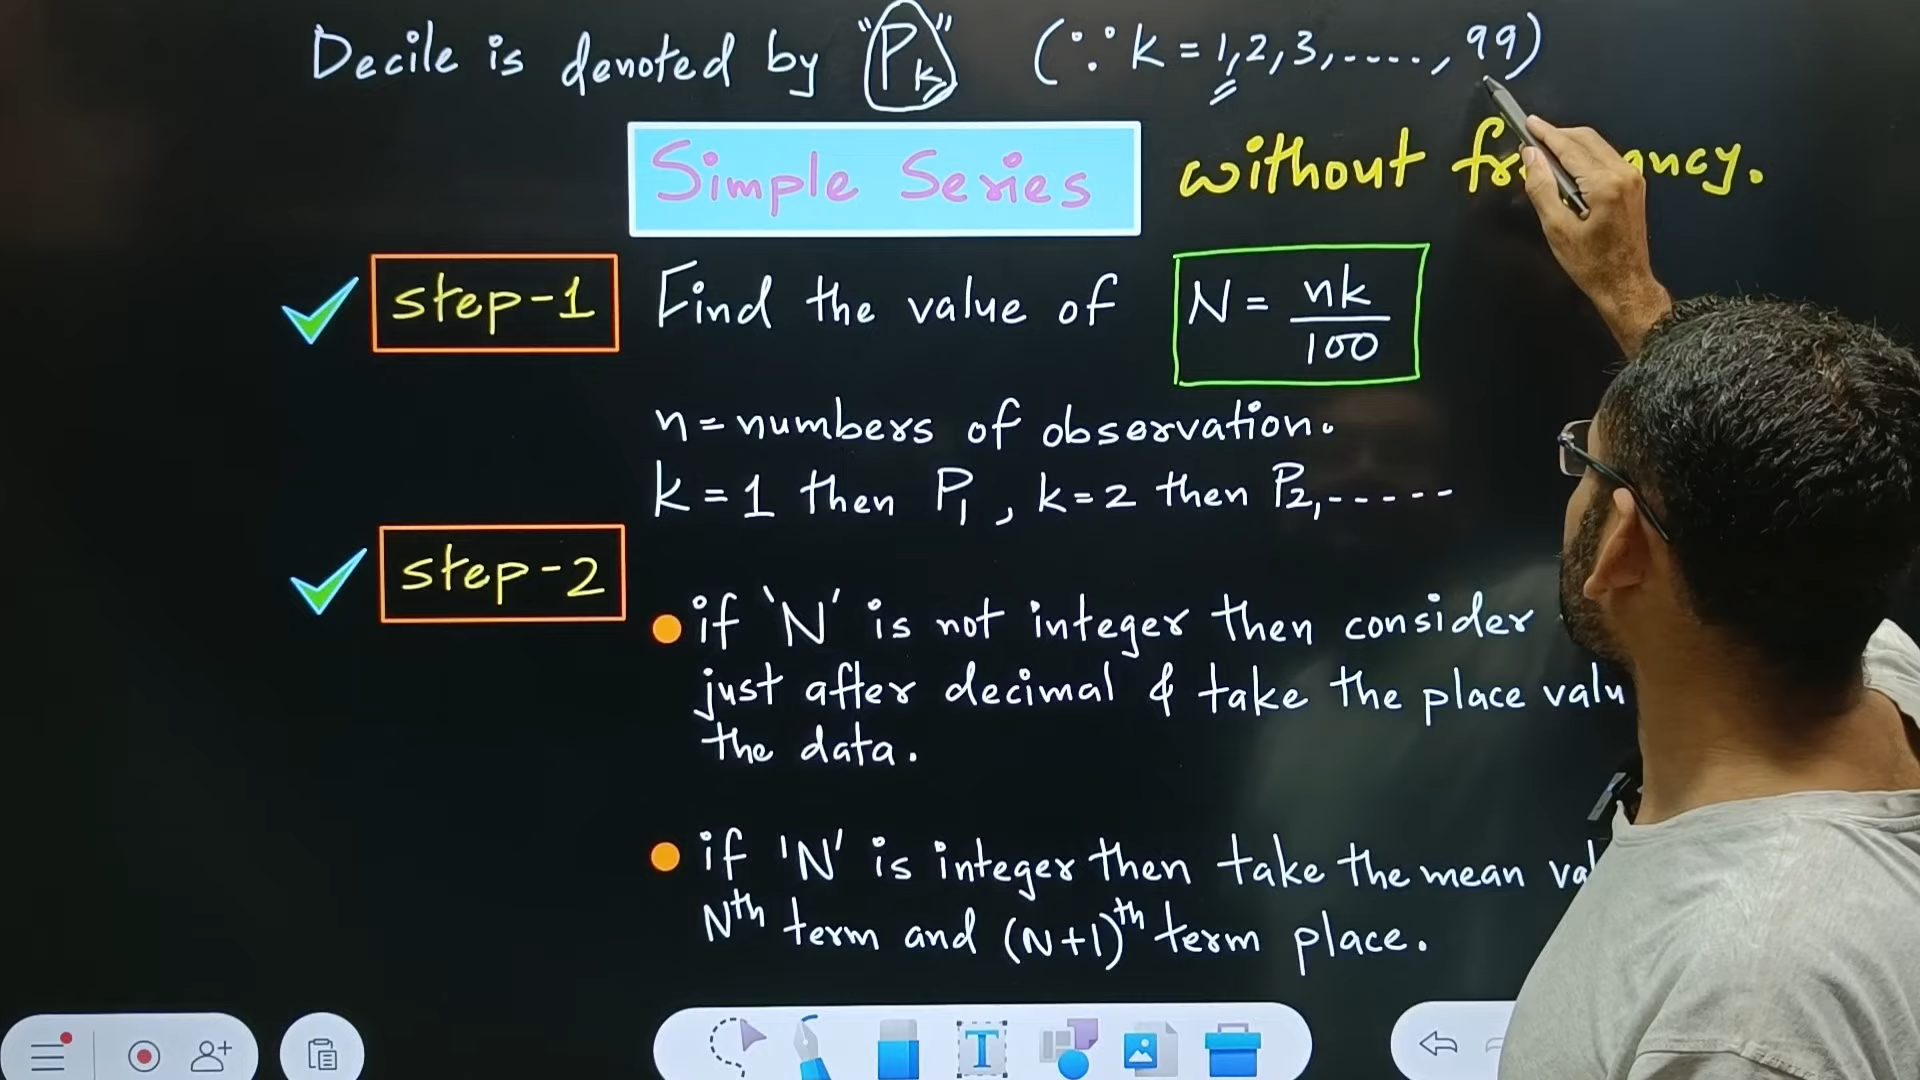 Decile is denoted by "Pk" (∵ k = 1,2,3,....,99)
Simple Series without
step-1 Find the value of N = nk/100
n = numbers of observation.
k = 1 then P1, k = 2 then P2,-----
step-2
if 'N' is not integer then consider
just after decimal & take the place valu
the data.
if 'N' is integer then take the mean
Nth term and (N+1)th term place.
T